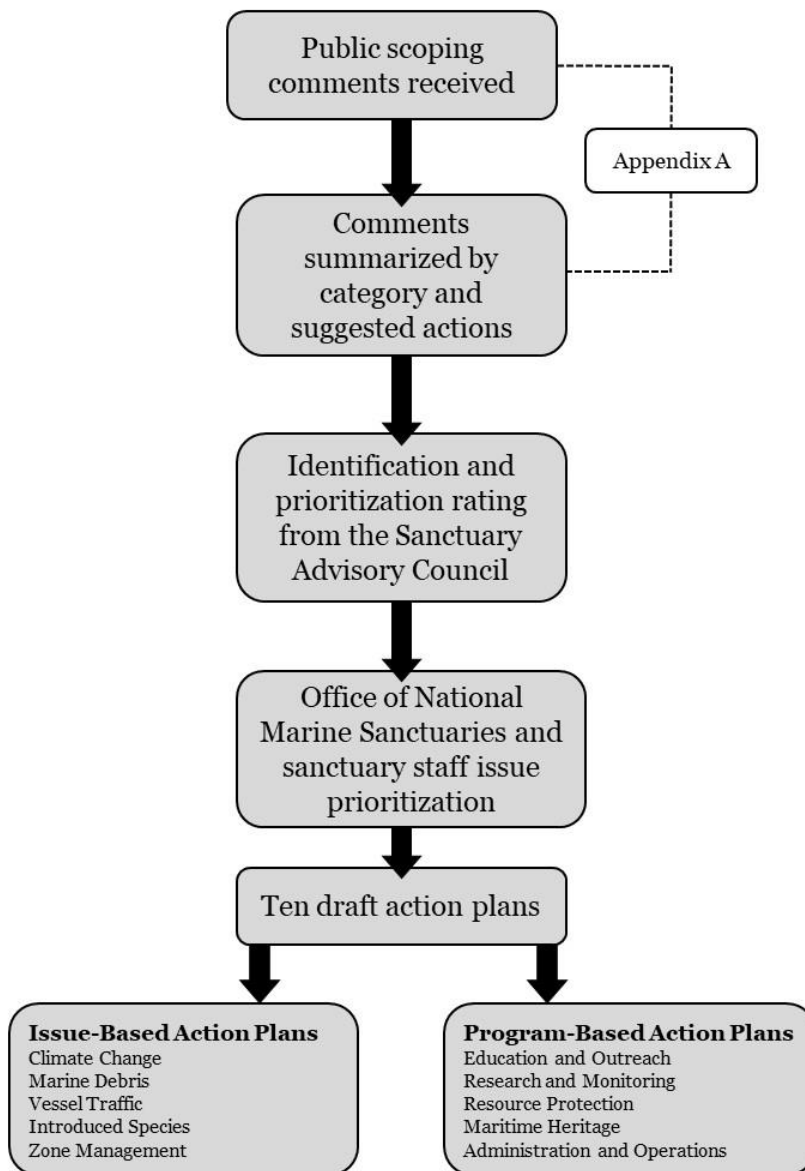 Public scoping
comments received
Appendix A
Comments
summarized by
category and
suggested actions
Identification and
prioritization rating
from the Sanctuary
Advisory Council
Office of National
Marine Sanctuaries and
sanctuary staff issue
prioritization
Ten draft action plans
Issue-Based Action Plans
Climate Change
Marine Debris
Vessel Traffic
Introduced Species
Zone Management
Program-Based Action Plans
Education and Outreach
Research and Monitoring
Resource Protection
Maritime Heritage
Administration and Operations